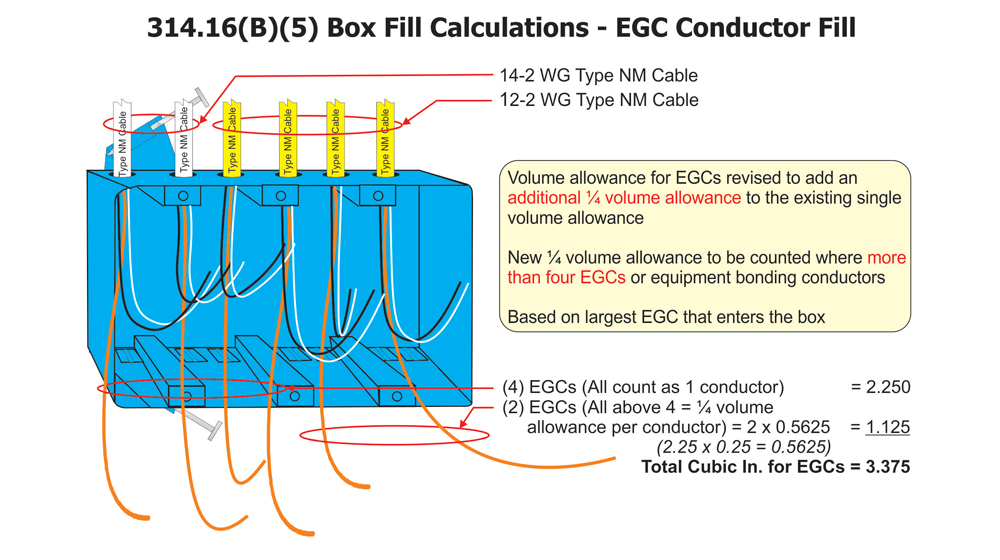 314.16(B)(5) Box Fill Calculations - EGC Conductor Fill
14-2 WG Type NM Cable
12-2 WG Type NM Cable
Type NM Cable
Type NM Cable
Type NM Cable
Type NM Cable
Type NM Cable
Type NM Cable
Volume allowance for EGCs revised to add an
additional ¼ volume allowance to the existing single
volume allowance
New ¼ volume allowance to be counted where more
than four EGCs or equipment bonding conductors
Based on largest EGC that enters the box
(4) EGCs (All count as 1 conductor) = 2.250
(2) EGCs (All above 4 = ¼ volume
allowance per conductor) = 2 x 0.5625 = 1.125
(2.25 x 0.25 = 0.5625)
Total Cubic In. for EGCs = 3.375